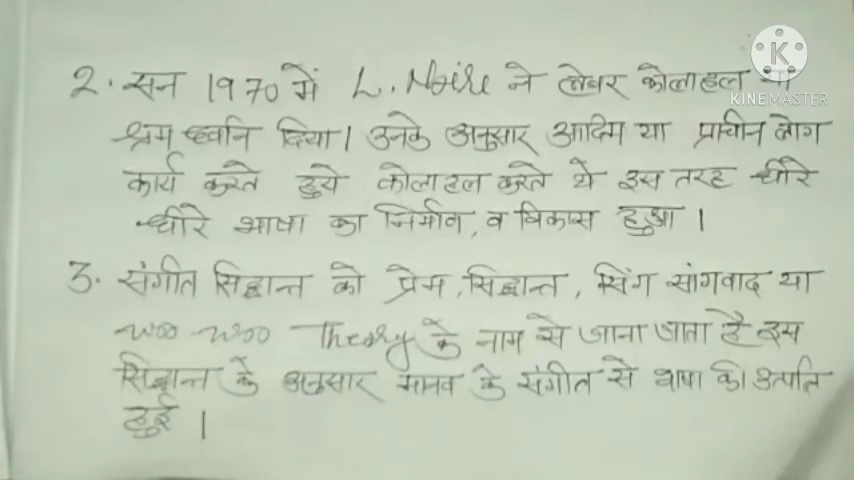 2. सन 1970 में L. Noire ने लेबर कोलाहल या
KINEMASTER
श्रम ध्वनि दिया। उनके अनुसार आदिम या प्राचीन लोग
कार्य करते हुये कोलाहल करते थे इस तरह धीरे
धीरे भाषा का निर्माण, व विकास हुआ।
3. संगीत सिद्धान्त को प्रेम, सिद्धान्त, सिंग सांगवाद या
woo-woo Theory के नाम से जाना जाता है इस
सिद्धान्त के अनुसार मानव के संगीत से भाषा की उत्पति
हुई।